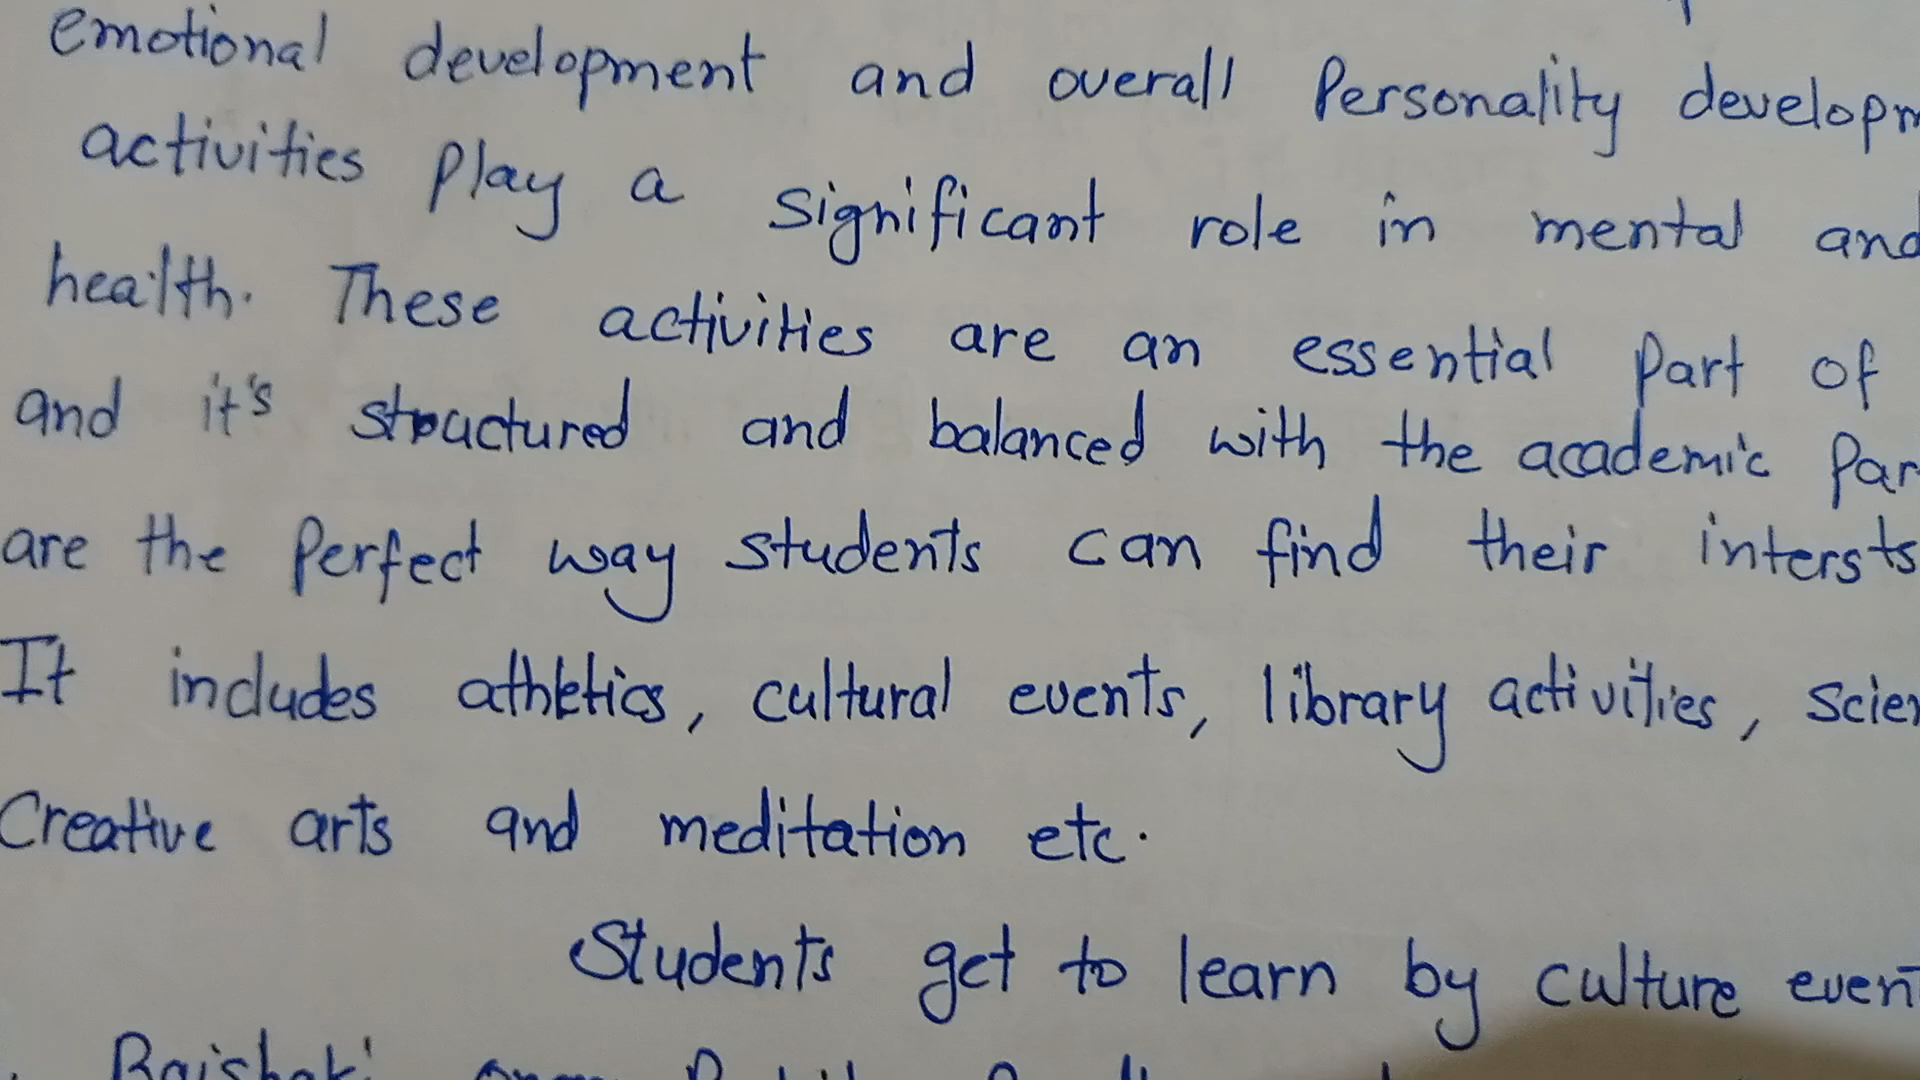 emotional development and overall Personality developm
activities play a significant role in mental and
health. These activities are an essential part of
and it's structured and balanced with the academic par
are the perfect way students can find their intersts
It includes athletics, cultural events, library activities, scien
Creative arts and meditation etc.
Students get to learn by culture event
Baishaki